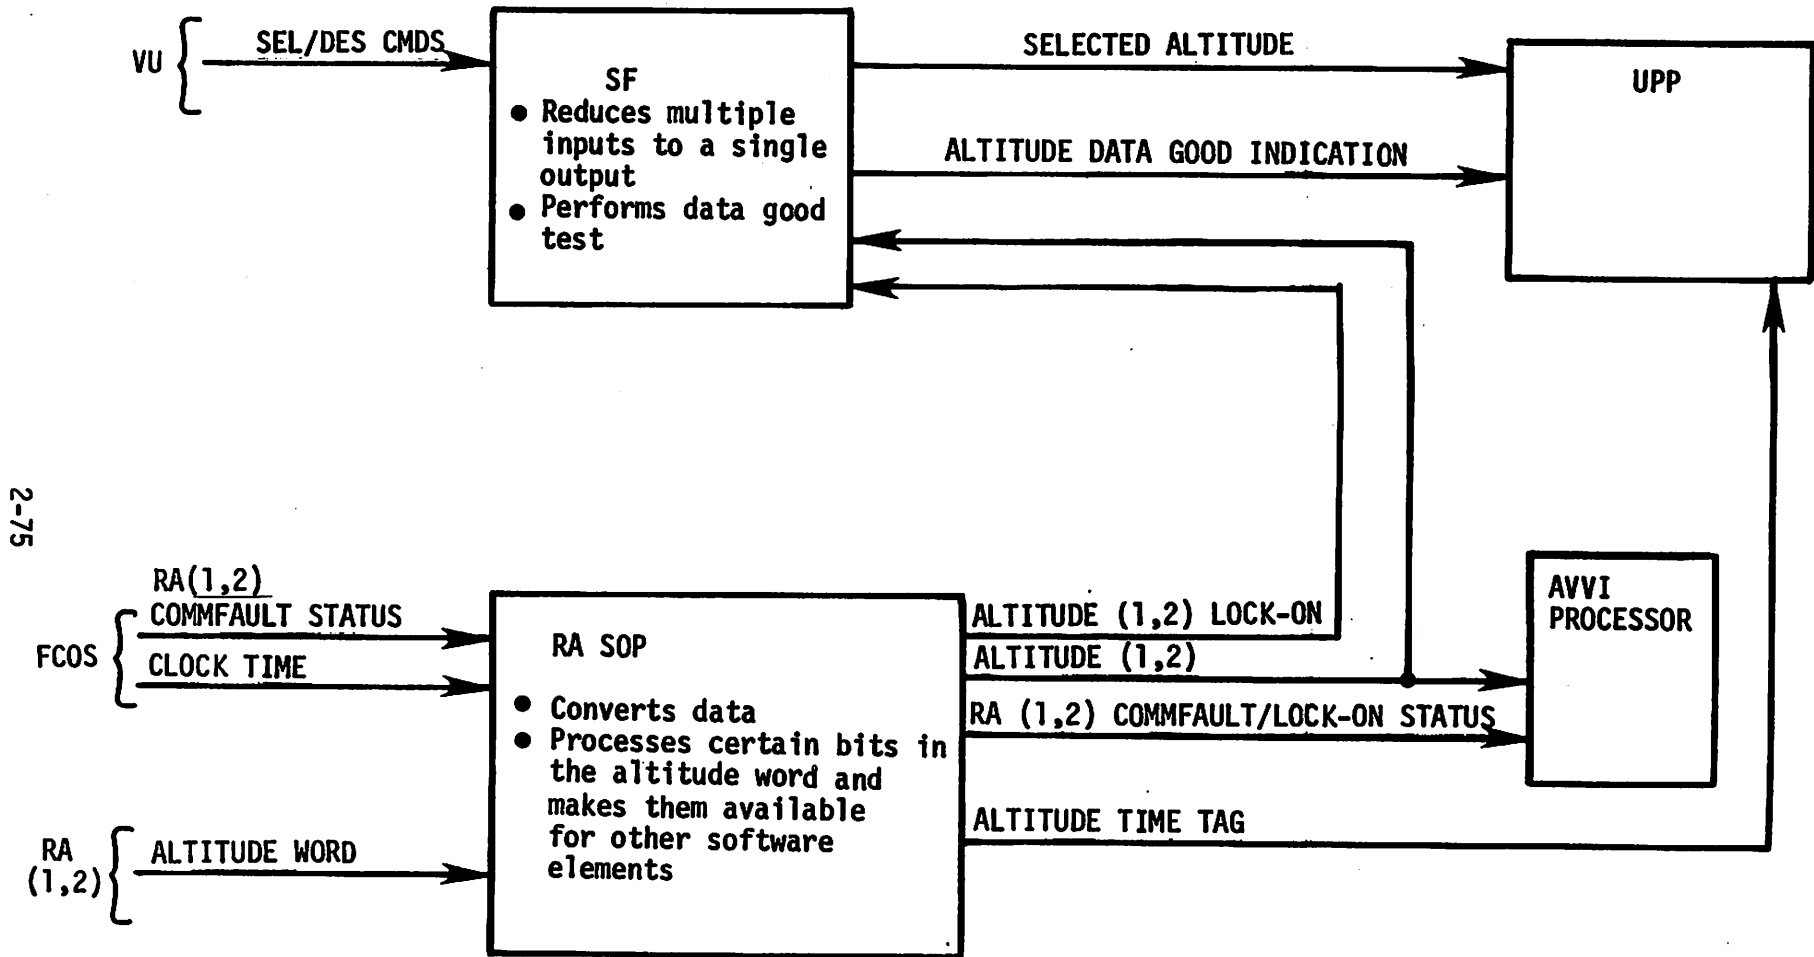 VU
SEL/DES CMDS
SF
● Reduces multiple
inputs to a single
output
● Performs data good
test
SELECTED ALTITUDE
ALTITUDE DATA GOOD INDICATION
UPP
2-75
FCOS
RA(1,2)
COMMFAULT STATUS
CLOCK TIME
RA
(1,2)
ALTITUDE WORD
RA SOP
● Converts data
● Processes certain bits in
the altitude word and
makes them available
for other software
elements
ALTITUDE (1,2) LOCK-ON
ALTITUDE (1,2)
RA (1,2) COMMFAULT/LOCK-ON STATUS
ALTITUDE TIME TAG
AVVI
PROCESSOR